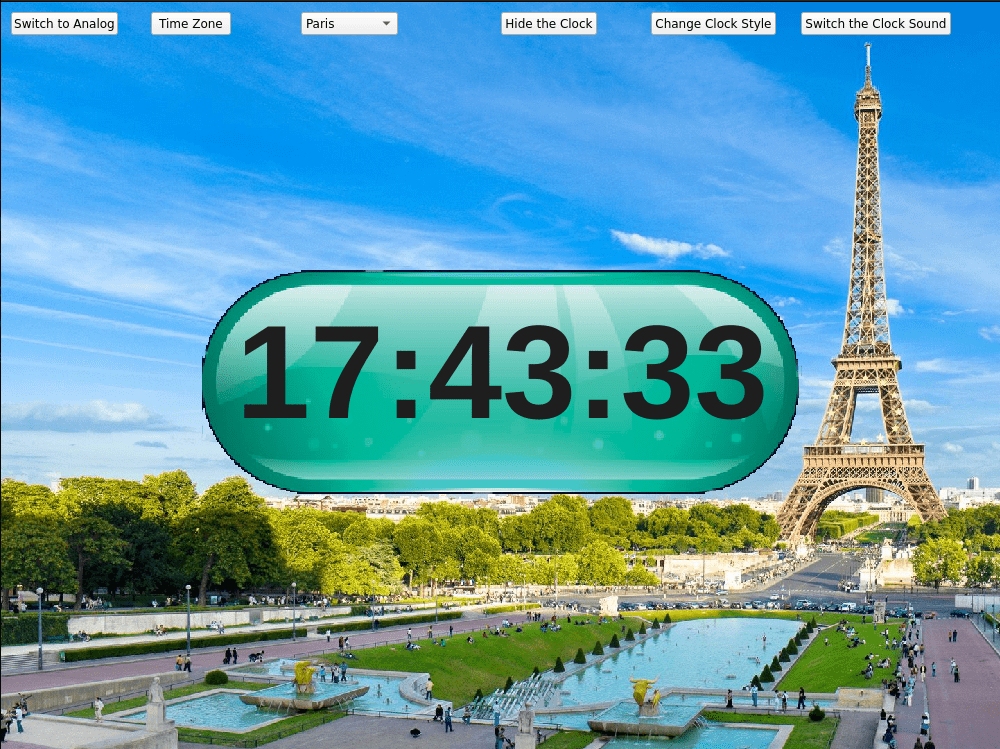 Switch to Analog
Time Zone
Paris
Hide the Clock
Change Clock Style
Switch the Clock Sound
17:43:33